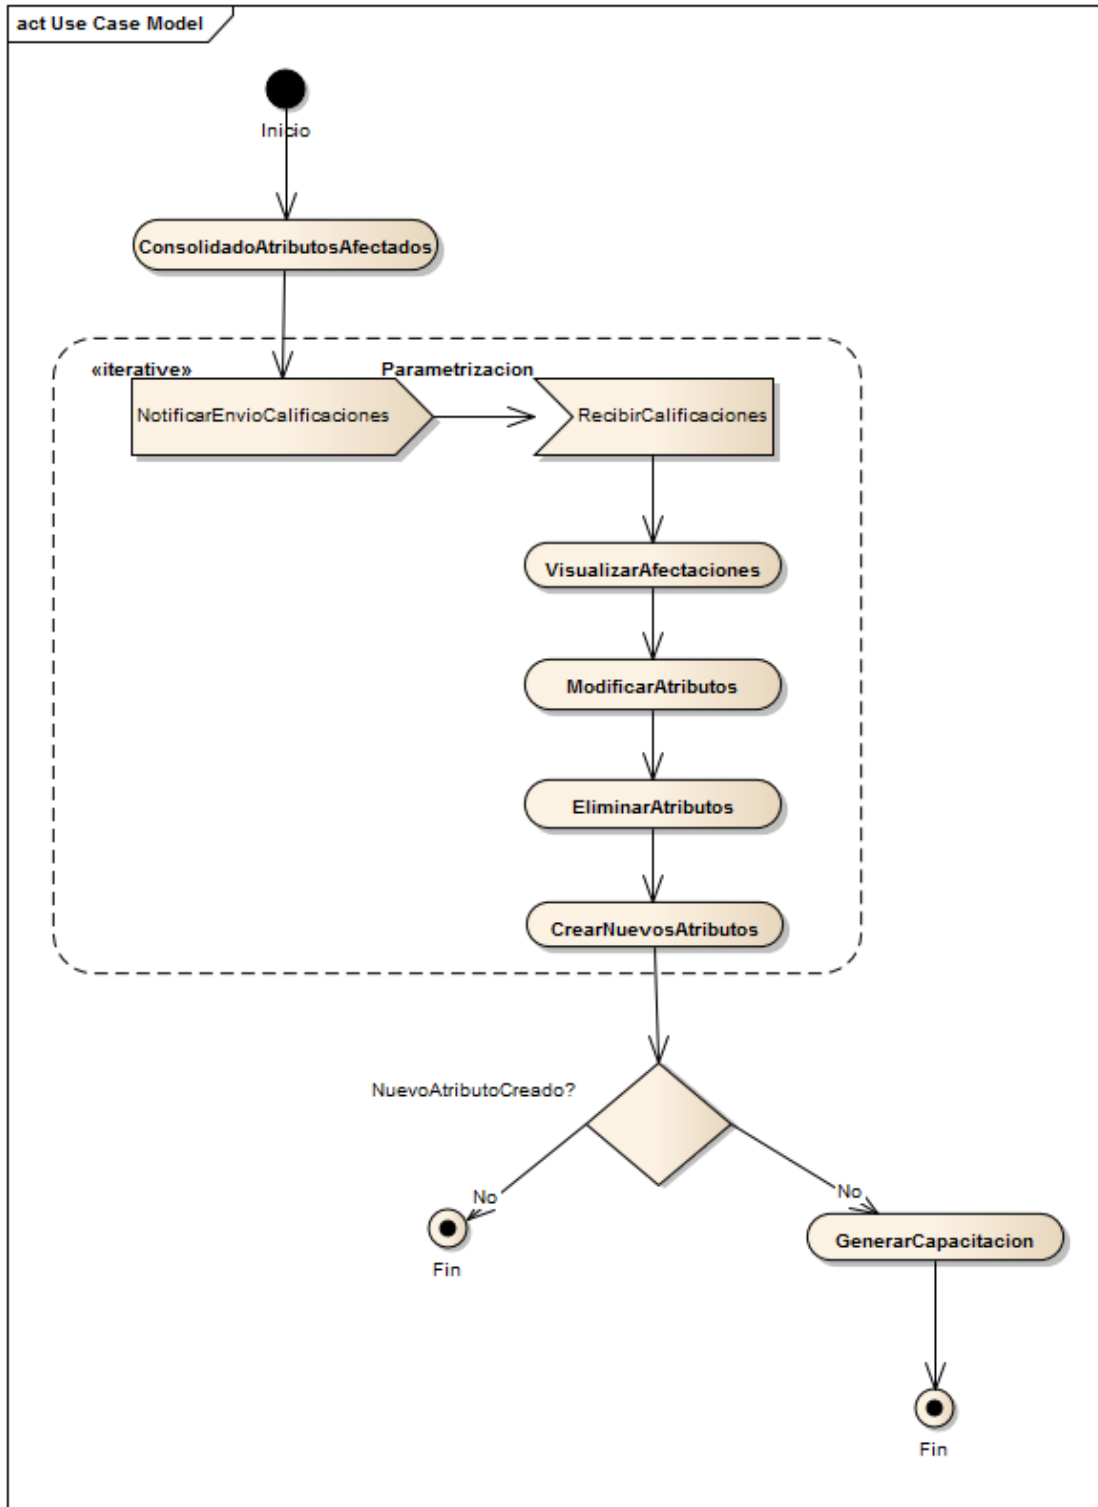 act Use Case Model
Inicio
ConsolidadoAtributosAfectados
«iterative»
Parametrizacion
NotificarEnvioCalificaciones
RecibirCalificaciones
VisualizarAfectaciones
ModificarAtributos
EliminarAtributos
CrearNuevosAtributos
NuevoAtributoCreado?
No
No
GenerarCapacitacion
Fin
Fin